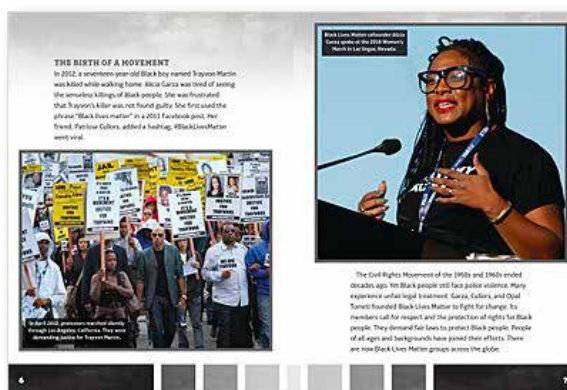 THE BIRTH OF A MOVEMENT
In 2012, a seventeen-year-old Black boy named Trayvon Martin
was killed while walking home. Alicia Garza was tired of seeing
the senseless killings of Black people. She was frustrated
that Trayvon's killer was not found guilty. She first used the
phrase "Black lives matter" in a 2013 Facebook post. Her
friend, Patrisse Cullors, added a hashtag. #BlackLivesMatter
went viral.
JAIL
JUSTICE
FOR
TRAYVON
WE ARE
TRAYVON
In April 2012, protesters marched silently
through Los Angeles, California. They were
demanding justice for Trayvon Martin.
6
Black Lives Matter cofounder Alicia
Garza spoke at the 2018 Women's
March in Las Vegas, Nevada.
The Civil Rights Movement of the 1950s and 1960s ended
decades ago. Yet Black people still face police violence. Many
experience unfair legal treatment. Garza, Cullors, and Opal
Tometi founded Black Lives Matter to fight for change. Its
members call for respect and the protection of rights for Black
people. They demand fair laws to protect Black people. People
of all ages and backgrounds have joined their efforts. There
are now Black Lives Matter groups across the globe.
7